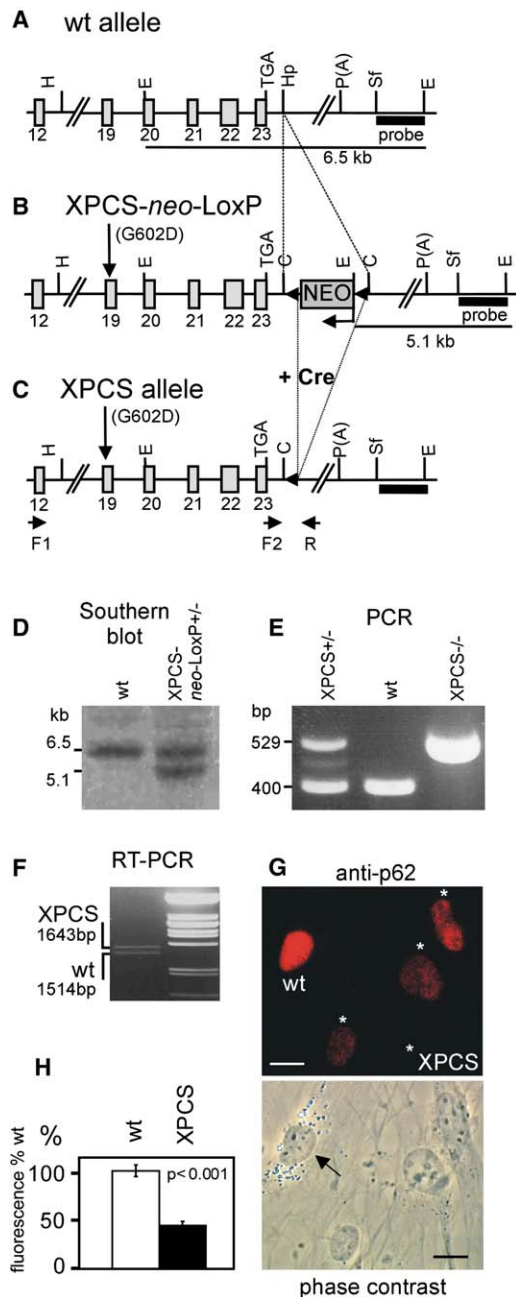 A wt allele
H E TGA Hp P(A) Sf E
12 19 20 21 22 23 probe
6.5 kb
B XPCS-neo-LoxP
(G602D)
H E TGA C E C P(A) Sf E
NEO
12 19 20 21 22 23 probe
5.1 kb
+ Cre
C XPCS allele
(G602D)
H E TGA C P(A) Sf E
12 19 20 21 22 23
F1 F2 R
D Southern blot
wt
XPCS-neo-LoxP+/-
kb
6.5
5.1
E PCR
XPCS+/-
wt
XPCS-/-
bp
529
400
F RT-PCR
XPCS
1643bp
wt
1514bp
G anti-p62
wt
*
*
*
* XPCS
phase contrast
H
%
wt
XPCS
fluorescence % wt
100
50
0
p<0.001